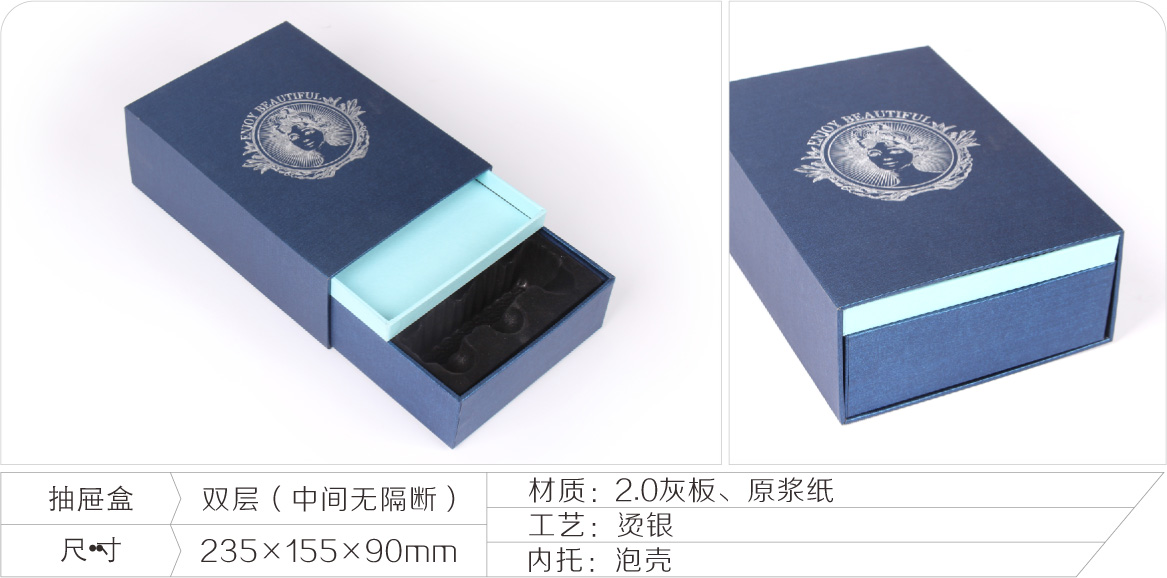 ENJOY BEAUTIFUL
ENJOY BEAUTIFUL
抽屉盒
双层（中间无隔断）
尺••寸
235×155×90mm
材质：2.0灰板、原浆纸
工艺：烫银
内托：泡壳